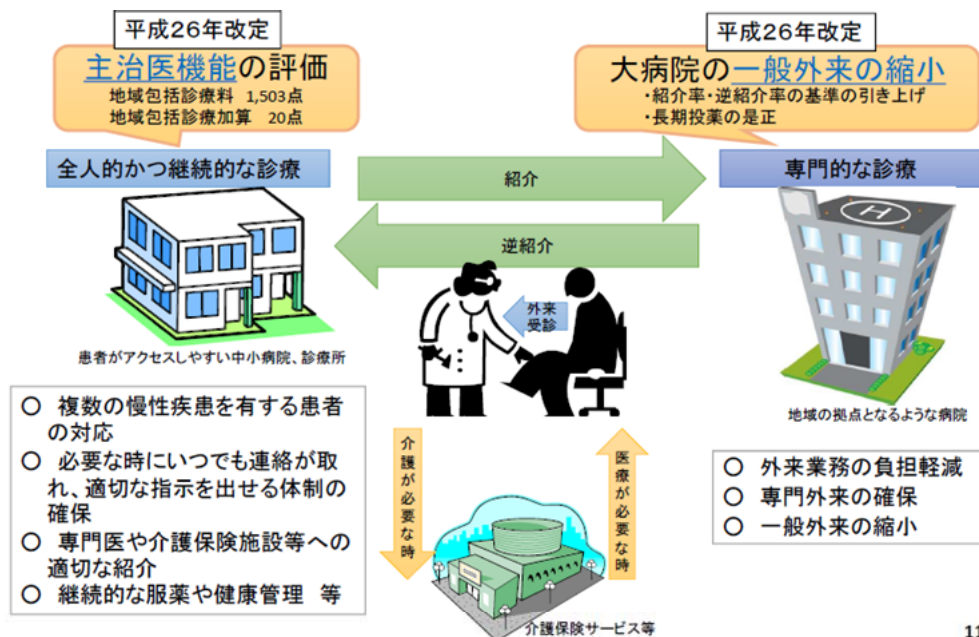 平成26年改定
主治医機能の評価
地域包括診療料 1,503点
地域包括診療加算 20点
全人的かつ継続的な診療
患者がアクセスしやすい中小病院、診療所
平成26年改定
大病院の一般外来の縮小
・紹介率・逆紹介率の基準の引き上げ
・長期投薬の是正
専門的な診療
H
地域の拠点となるような病院
紹介
逆紹介
外来
受診
介護が必要な時
医療が必要な時
介護保険サービス等
○ 複数の慢性疾患を有する患者
の対応
○ 必要な時にいつでも連絡が取
れ、適切な指示を出せる体制の
確保
○ 専門医や介護保険施設等への
適切な紹介
○ 継続的な服薬や健康管理 等
○ 外来業務の負担軽減
○ 専門外来の確保
○ 一般外来の縮小
11